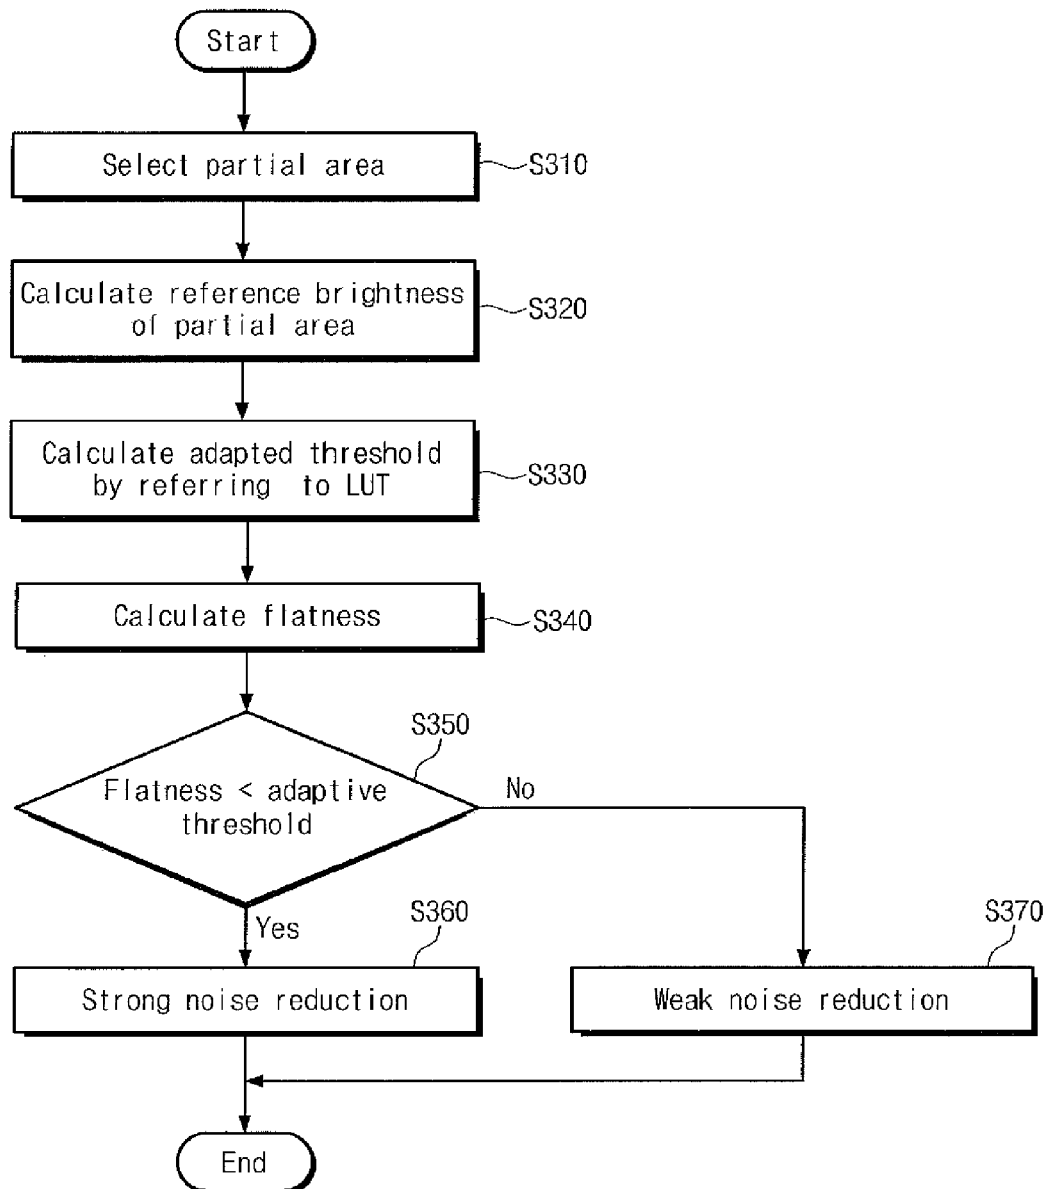 Start
Select partial area
S310
Calculate reference brightness
of partial area
S320
Calculate adapted threshold
by referring to LUT
S330
Calculate flatness
S340
S350
Flatness < adaptive
threshold
No
Yes
S360
Strong noise reduction
S370
Weak noise reduction
End